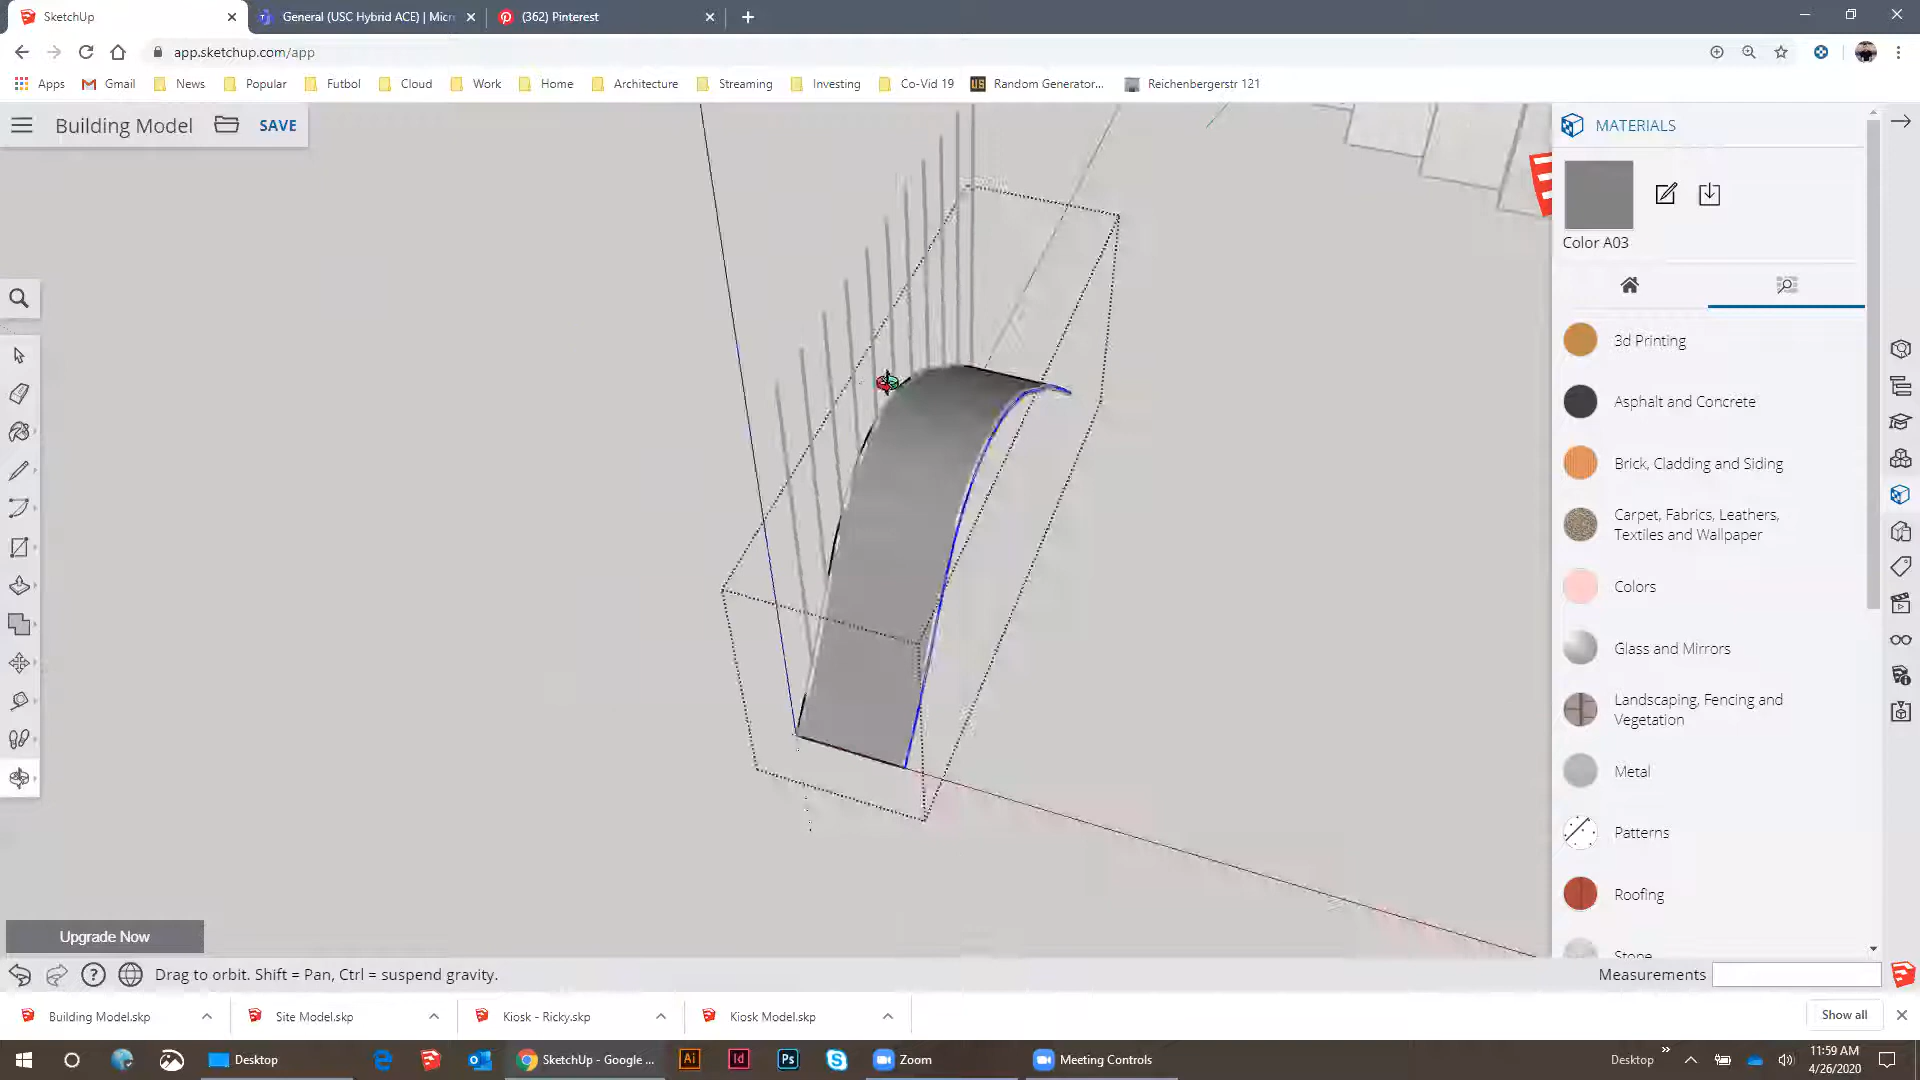 SketchUp
General (USC Hybrid ACE) | Micr
(362) Pinterest
app.sketchup.com/app
Apps
Gmail
News
Popular
Futbol
Cloud
Work
Home
Architecture
Streaming
Investing
Co-Vid 19
US
Random Generator...
Reichenbergerstr 121
Building Model
SAVE
MATERIALS
Color A03
3d Printing
Asphalt and Concrete
Brick, Cladding and Siding
Carpet, Fabrics, Leathers,
Textiles and Wallpaper
Colors
Glass and Mirrors
Landscaping, Fencing and
Vegetation
Metal
Patterns
Roofing
Stone
Upgrade Now
Drag to orbit. Shift = Pan, Ctrl = suspend gravity.
Measurements
Building Model.skp
Site Model.skp
Kiosk - Ricky.skp
Kiosk Model.skp
Show all
Desktop
SketchUp - Google ...
Ai
Id
Ps
Zoom
Meeting Controls
Desktop
11:59 AM
4/26/2020